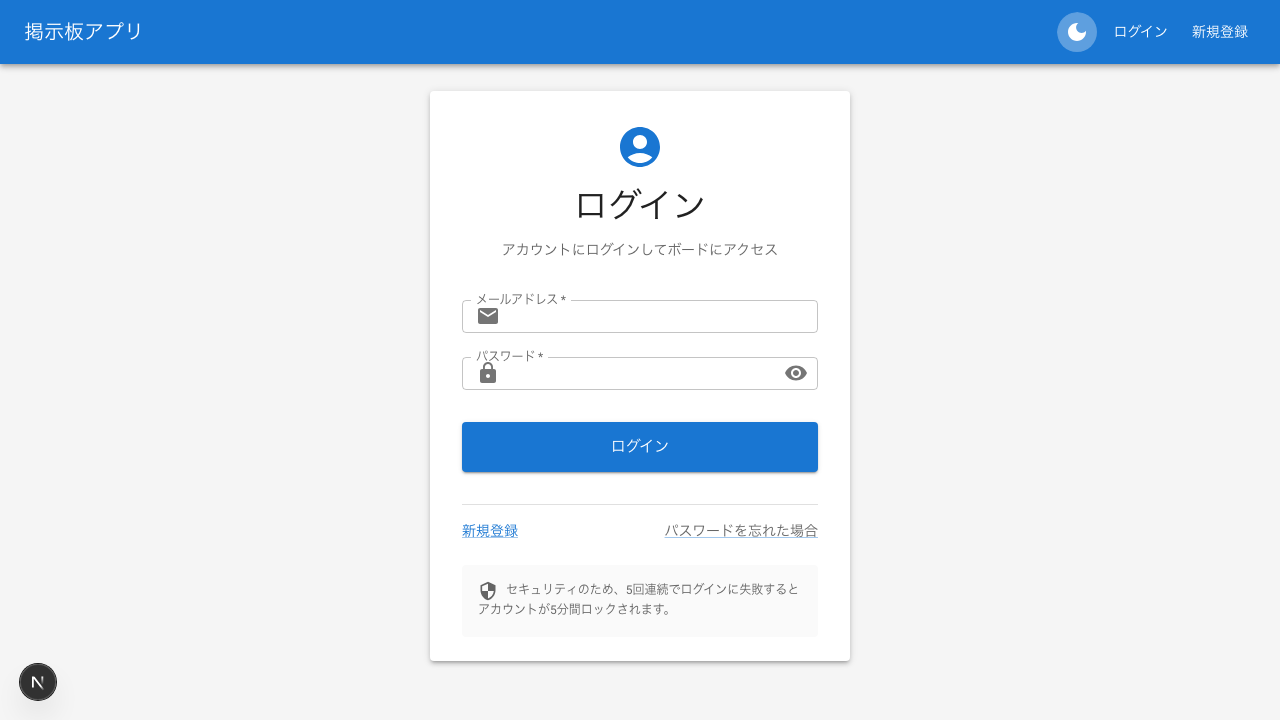 掲示板アプリ
ログイン
新規登録
ログイン
アカウントにログインしてボードにアクセス
メールアドレス *
パスワード *
ログイン
新規登録
パスワードを忘れた場合
セキュリティのため、5回連続でログインに失敗すると
アカウントが5分間ロックされます。
N